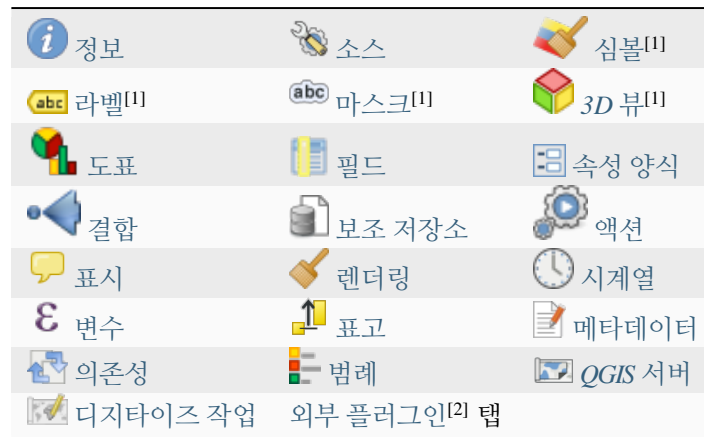 정보 소스 심볼[1]
abc 라벨[1] abc 마스크[1] 3D 뷰[1]
도표 필드 속성 양식
결합 보조 저장소 액션
표시 렌더링 시계열
ε 변수 표고 메타데이터
의존성 범례 QGIS 서버
디지타이즈 작업 외부 플러그인[2] 탭